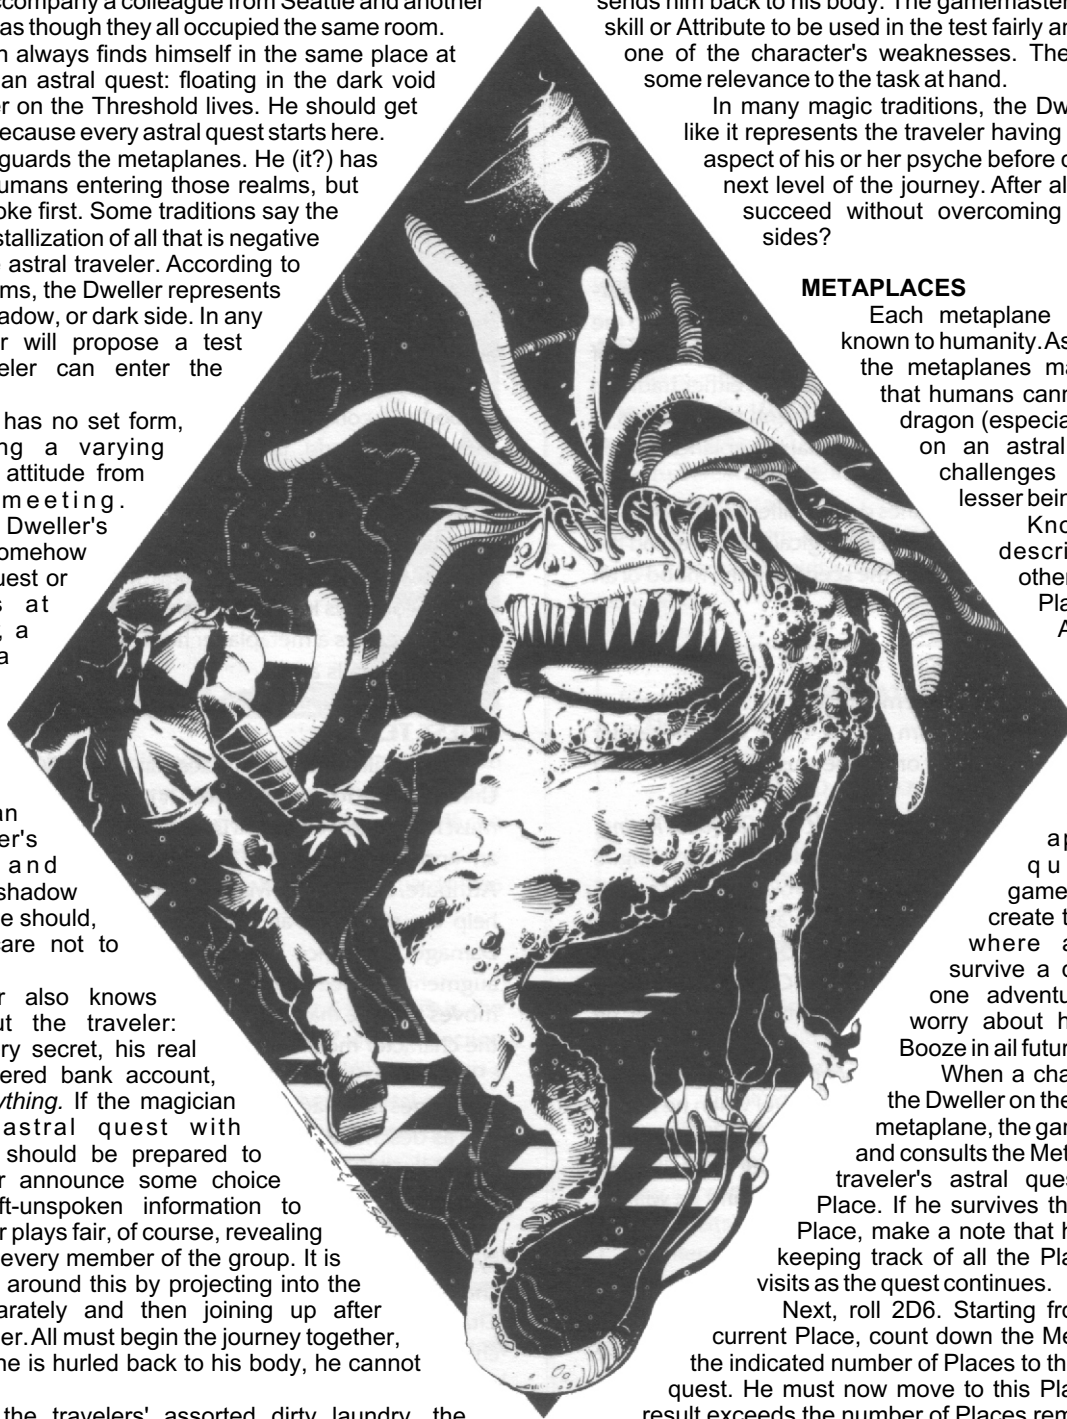 ccompany a colleague from Seattle and another
as though they all occupied the same room.
n always finds himself in the same place at
an astral quest: floating in the dark void
er on the Threshold lives. He should get
ecause every astral quest starts here.
guards the metaplanes. He (it?) has
umans entering those realms, but
oke first. Some traditions say the
stallization of all that is negative
astral traveler. According to
ms, the Dweller represents
adow, or dark side. In any
r will propose a test
eler can enter the
has no set form,
ng a varying
attitude from
meeting.
Dweller's
omehow
uest or
s at
, a
a
an
er's
and
shadow
e should,
care not to
r also knows
ut the traveler:
ry secret, his real
ered bank account,
ything. If the magician
astral quest with
should be prepared to
r announce some choice
ft-unspoken information to
r plays fair, of course, revealing
every member of the group. It is
around this by projecting into the
arately and then joining up after
er. All must begin the journey together,
ne is hurled back to his body, he cannot
the travelers' assorted dirty laundry, the
sends him back to his body. The gamemaster
skill or Attribute to be used in the test fairly an
one of the character's weaknesses. The
some relevance to the task at hand.
In many magic traditions, the Dw
like it represents the traveler having
aspect of his or her psyche before c
next level of the journey. After al
succeed without overcoming
sides?
METAPLACES
Each metaplane
known to humanity. As
the metaplanes ma
that humans cann
dragon (especia
on an astral
challenges
lesser bein
Kno
descri
other
Pla
A
ap
qu
game
create t
where a
survive a c
one adventu
worry about h
Booze in ail futur
When a cha
the Dweller on the
metaplane, the gar
and consults the Met
traveler's astral ques
Place. If he survives th
Place, make a note that h
keeping track of all the Pla
visits as the quest continues.
Next, roll 2D6. Starting fro
current Place, count down the Me
the indicated number of Places to th
quest. He must now move to this Pla
result exceeds the number of Places rem
NELSON